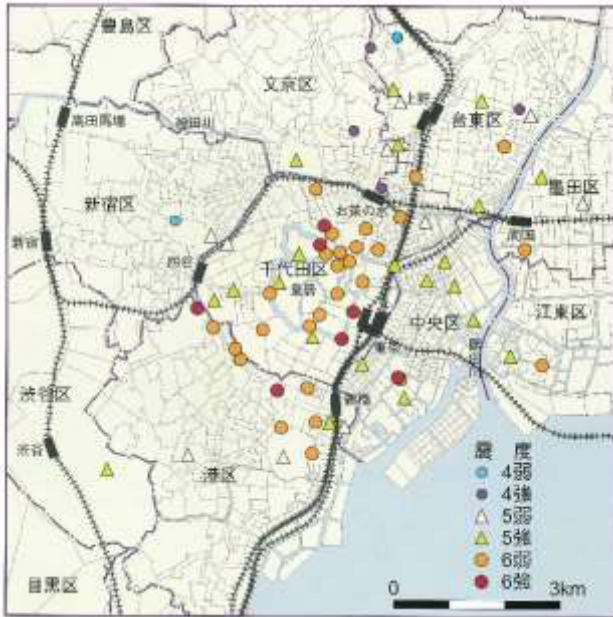 豊島区
文京区
上野
台東区
高田馬場
神田川
墨田区
お茶の水
新宿区
両国
新宿
四谷
千代田区
皇居
中央区
江東区
東京
渋谷区
新橋
渋谷
港区
目黒区
震 度
4弱
4強
5弱
5強
6弱
6強
0 3km